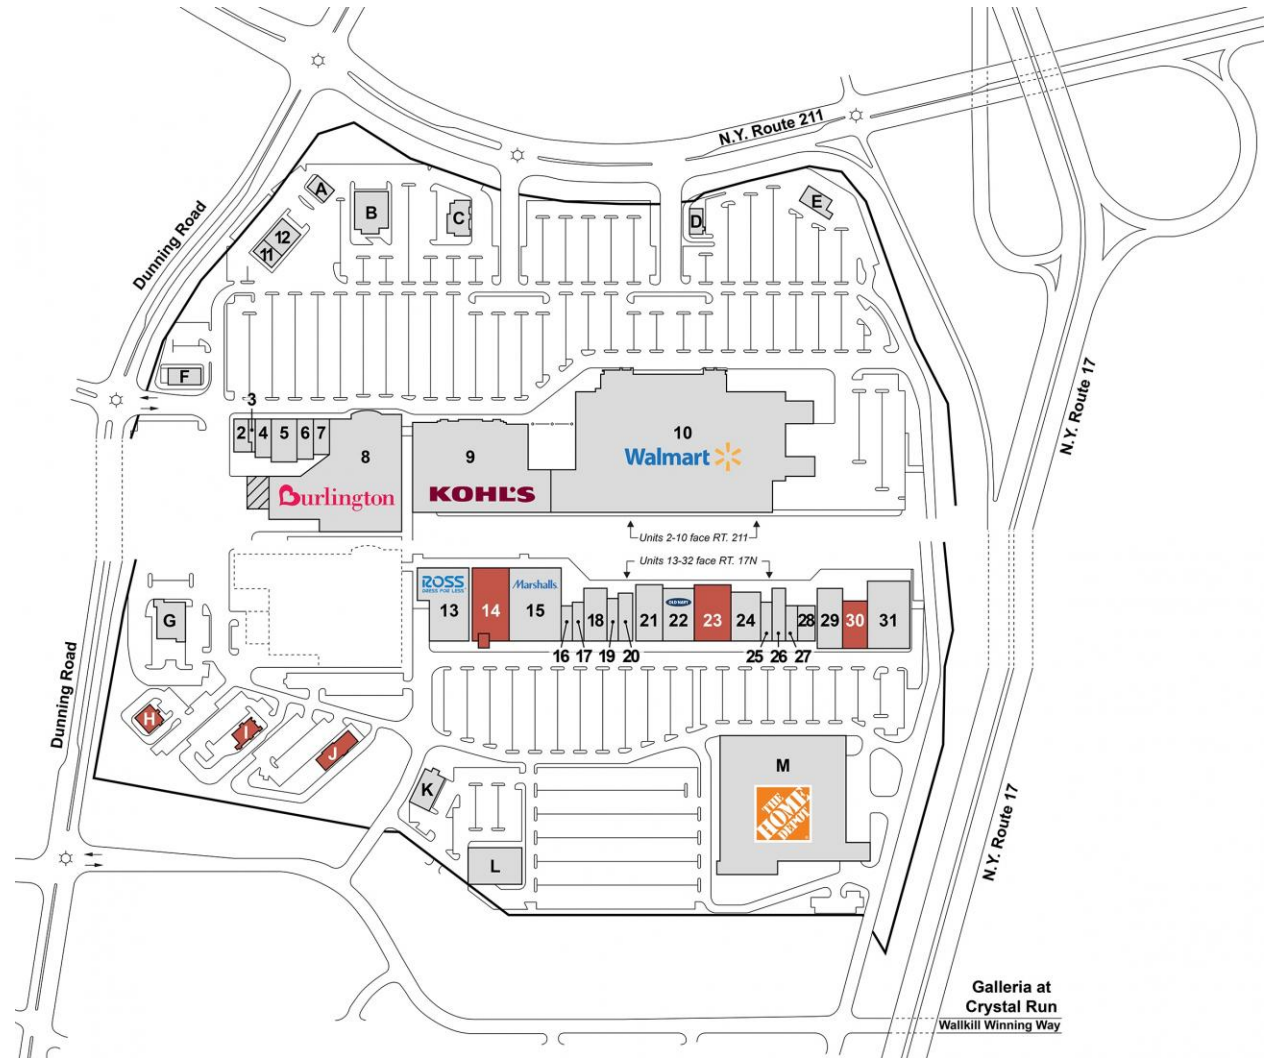 N.Y. Route 211
Dunning Road
A
B
C
D
E
12
11
F
3
2
4
5
6
7
8
9
10
Walmart
Burlington
KOHL'S
Units 2-10 face RT. 211
Units 13-32 face RT. 17N
N.Y. Route 17
ROSS
DRESS FOR LESS
Marshalls
OLD NAVY
13
14
15
16
17
18
19
20
21
22
23
24
25
26
27
28
29
30
31
G
Dunning Road
H
I
J
K
L
M
THE
HOME
DEPOT
N.Y. Route 17
Galleria at
Crystal Run
Wallkill Winning Way